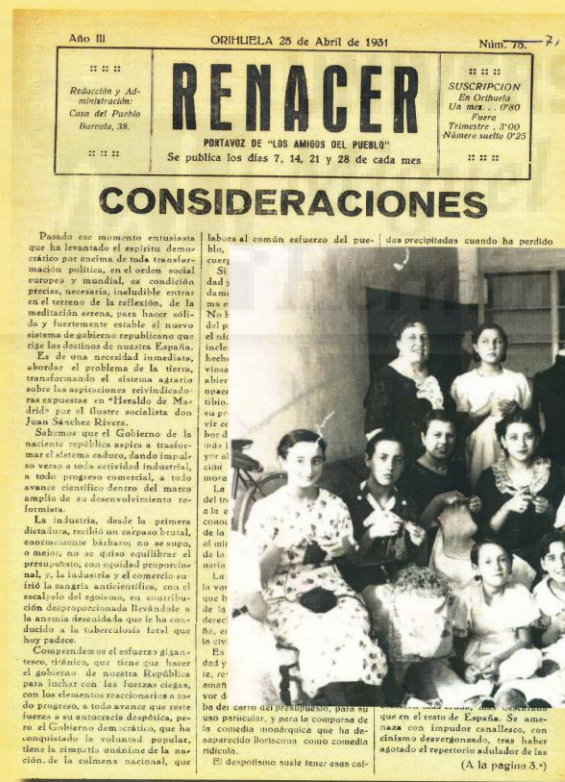 Año III
ORIHUELA 28 de Abril de 1931
Núm. 78.
Redacción y Ad-
ministración:
Casa del Pueblo
Barcala, 38.
RENACER
PORTAVOZ DE "LOS AMIGOS DEL PUEBLO"
Se publica los días 7, 14, 21 y 28 de cada mes
SUSCRIPCION
En Orihuela
Un mes. . . 0'80
Fuera
Trimestre . 3'00
Número suelto 0'25
CONSIDERACIONES
Pasado ese momento entusiasta
que ha levantado el espíritu demo-
crático por encima de toda transfor-
mación política, en el orden social
europeo y mundial, es condición
precisa, necesaria, ineludible entrar
en el terreno de la reflexión, de la
meditación serena, para hacer sóli-
da y fuertemente estable el nuevo
sistema de gobierno republicano que
rige los destinos de nuestra España.
Es de una necesidad inmediata,
abordar el problema de la tierra,
transformando el sistema agrario
sobre las aspiraciones reivindicado-
ras expuestas en "Heraldo de Ma-
drid" por el ilustre socialista don
Juan Sánchez Rivera.
Sabemos que el Gobierno de la
naciente república aspira a trasfor-
mar el sistema caduco, dando impul-
so veraz a toda actividad industrial,
a todo progreso comercial, a todo
avance científico dentro del marco
amplio de su desenvolvimiento re-
formista.
La industria, desde la primera
dictadura, recibió un zarpazo brutal,
enormemente bárbaro; no se supo,
o mejor, no se quiso equilibrar el
presupuesto, con equidad proporcio-
nal, y, la industria y el comercio su-
frió la sangría anticientífica, con el
escalpelo del egoismo, en contribu-
ción desproporcionada llevándole a
la anemia descuidada que le ha con-
ducido a la tuberculosis fatal que
hoy padece.
Comprendemos el esfuerzo gigan-
tesco, titánico, que tiene que hacer
el gobierno de nuestra República
para luchar con las fuerzas ciegas,
con los elementos reaccionarios a to-
do progreso, a todo avance que reste
fuerza a su autocracia despótica, pe-
ro el Gobierno democrático, que ha
conquistado la voluntad popular,
tiene la simpatía unánime de la na-
ción, de la colmena nacional, que
labora al común esfuerzo del pue-
blo,
ba del carro del presupuesto, para su
uso particular, y para la comparsa de
la comedia monárquica que ha de-
saparecido lloriscona como comedia
ridícula.
El despotismo suele tener esas caí-
das precipitadas cuando ha perdido
que en el resto de España. Se ame-
naza con impudor canallesco, con
cinismo desvergonzado, tras haber
agotado el repertorio adulador de las
(A la página 3.ª)